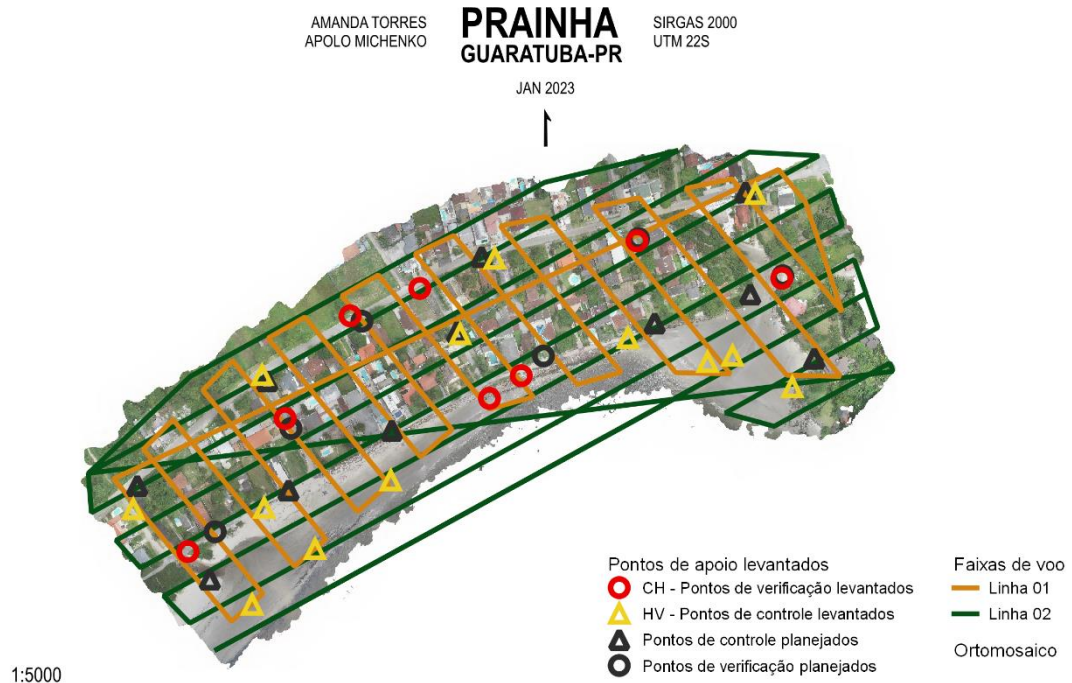 AMANDA TORRES
APOLO MICHENKO
PRAINHA
GUARATUBA-PR
SIRGAS 2000
UTM 22S
JAN 2023
Pontos de apoio levantados
CH - Pontos de verificação levantados
HV - Pontos de controle levantados
Pontos de controle planejados
Pontos de verificação planejados
Faixas de voo
Linha 01
Linha 02
Ortomosaico
1:5000